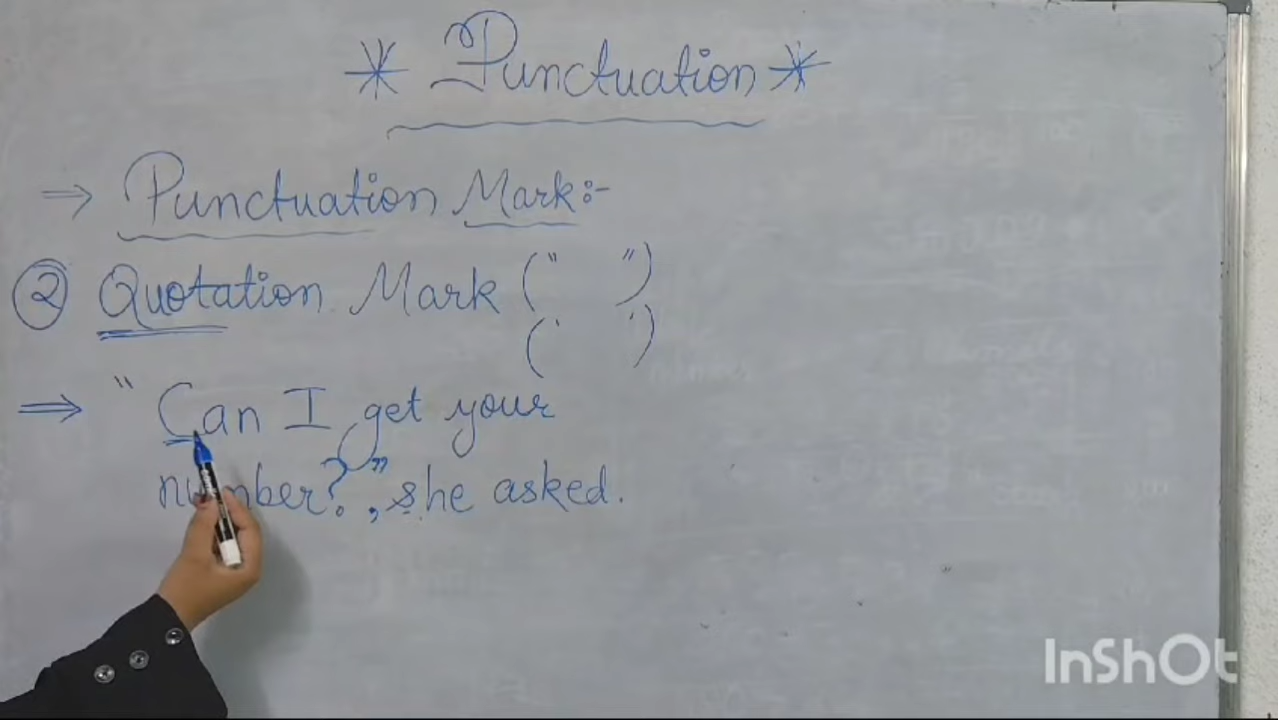 * Punctuation *
⇒ Punctuation Mark:-
② Quotation Mark (" ")
(' ')
⇒ "Can I get your
number?", she asked.
InShOt